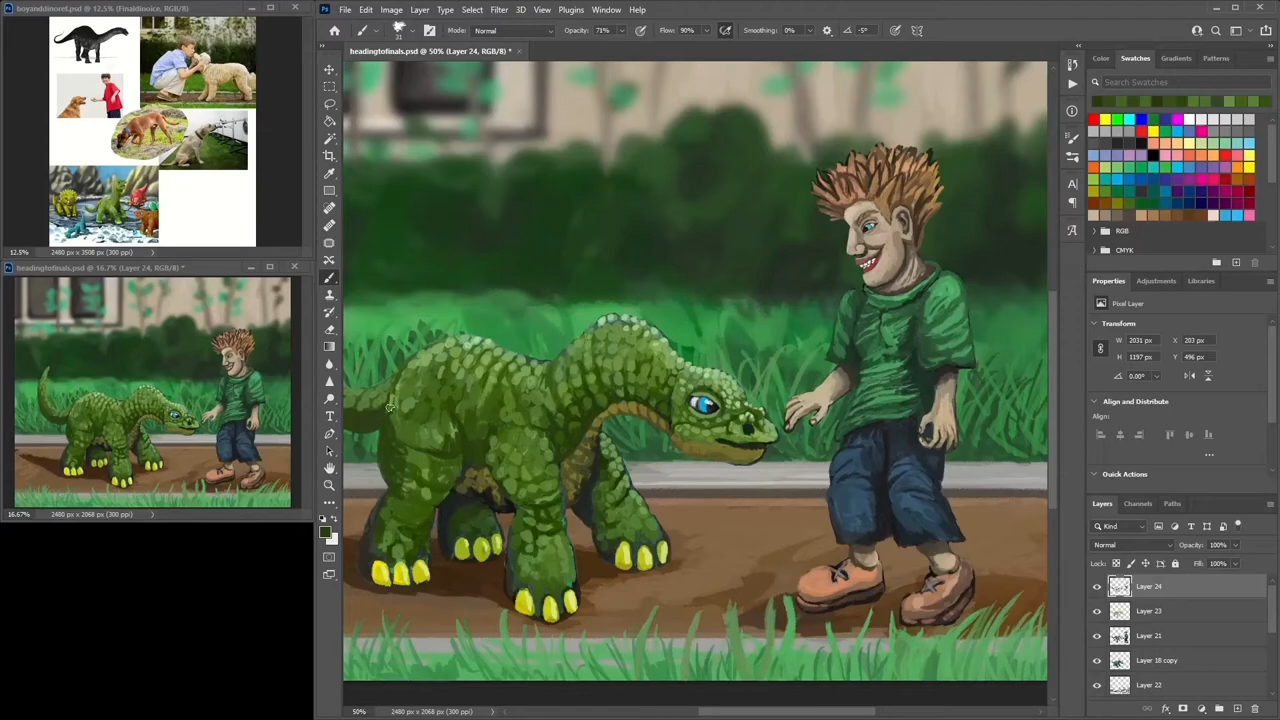 boyanddinoref.psd @ 12.5% (Finaldinoice, R...
12.5% 2480 px x 3508 px (300 ppi)
headingtofinals.psd @ 16.7% (Layer 24, RGB/8) *
16.67% 2480 px x 2068 px (300 ppi)
Ps File Edit Image Layer Type Select Filter 3D View Plugins Window Help
21 Mode: Normal Opacity: 71% Flow: 90% Smoothing: 0% -5°
headingtofinals.psd @ 50% (Layer 24, RGB/8) *
50% 2480 px x 2068 px (300 ppi)
Color Swatches Gradients Patterns
Search Swatches
RGB
CMYK
Properties Adjustments Libraries
Pixel Layer
Transform
W 2031 px X 203 px
H 1197 px Y 496 px
0.00°
Align and Distribute
Align:
Quick Actions
Layers Channels Paths
Kind
Normal Opacity: 100%
Lock: Fill: 100%
Layer 24
Layer 23
Layer 21
Layer 18 copy
Layer 22